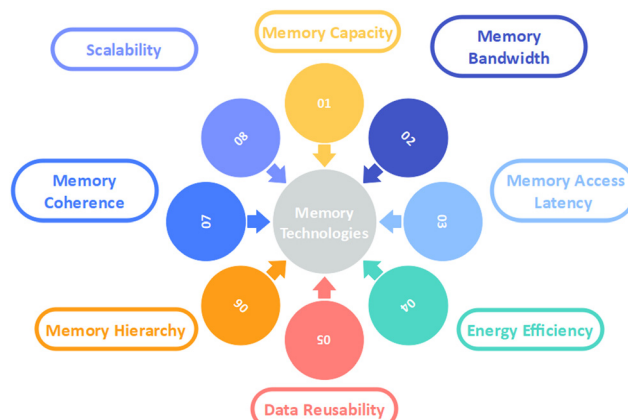 Memory Capacity
01
Memory
Bandwidth
02
Memory Access
Latency
03
Energy Efficiency
04
Data Reusability
05
Memory Hierarchy
06
Memory
Coherence
07
Scalability
08
Memory
Technologies